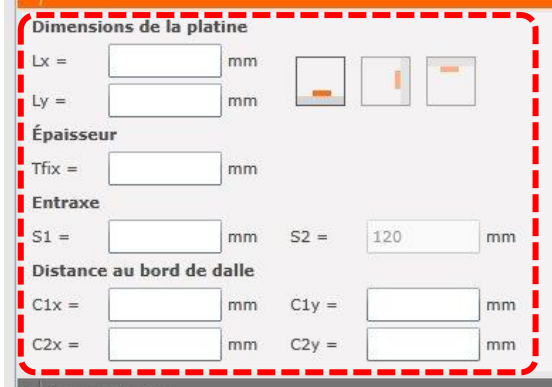 Dimensions de la platine
Lx = mm
Ly = mm
Épaisseur
Tfix = mm
Entraxe
S1 = mm S2 = 120 mm
Distance au bord de dalle
C1x = mm C1y = mm
C2x = mm C2y = mm